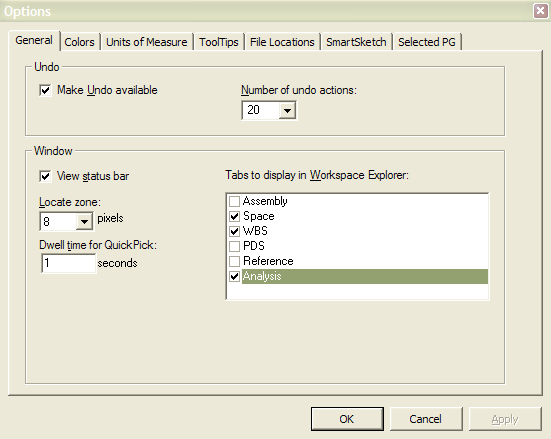 Options
General Colors Units of Measure ToolTips File Locations SmartSketch Selected PG
Undo
Make Undo available
Number of undo actions:
20
Window
View status bar
Locate zone:
8 pixels
Dwell time for QuickPick:
1 seconds
Tabs to display in Workspace Explorer:
Assembly
Space
WBS
PDS
Reference
Analysis
OK Cancel Apply